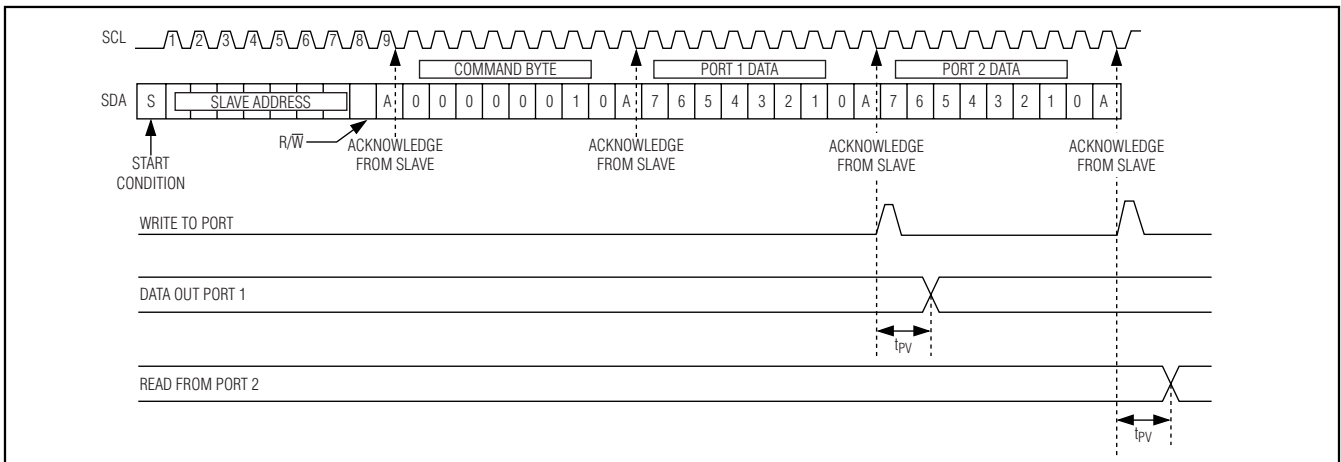 SCL 1 2 3 4 5 6 7 8 9
COMMAND BYTE PORT 1 DATA PORT 2 DATA
SDA S SLAVE ADDRESS A 0 0 0 0 0 0 1 0 A 7 6 5 4 3 2 1 0 A 7 6 5 4 3 2 1 0 A
R/W̅
START
CONDITION
ACKNOWLEDGE
FROM SLAVE
ACKNOWLEDGE
FROM SLAVE
ACKNOWLEDGE
FROM SLAVE
ACKNOWLEDGE
FROM SLAVE
WRITE TO PORT
DATA OUT PORT 1
tPV
READ FROM PORT 2
tPV